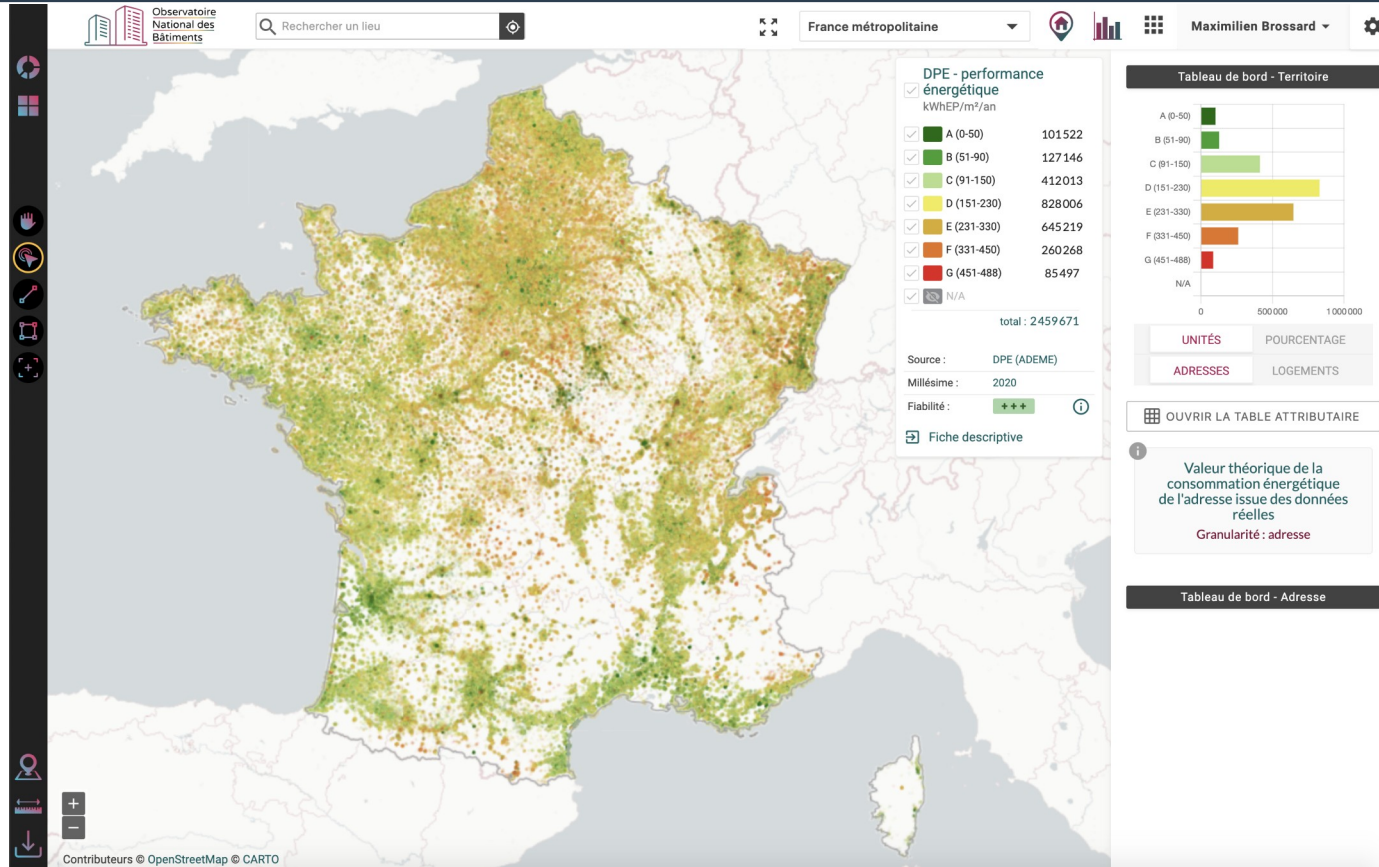 Observatoire
National des
Bâtiments
Rechercher un lieu
France métropolitaine
Maximilien Brossard
DPE - performance
énergétique
kWhEP/m²/an
A (0-50) 101522
B (51-90) 127146
C (91-150) 412013
D (151-230) 828006
E (231-330) 645219
F (331-450) 260268
G (451-488) 85497
N/A
total : 2459671
Source : DPE (ADEME)
Millésime : 2020
Fiabilité : +++
Fiche descriptive
Tableau de bord - Territoire
A (0-50)
B (51-90)
C (91-150)
D (151-230)
E (231-330)
F (331-450)
G (451-488)
N/A
0 500000 1000000
UNITÉS POURCENTAGE
ADRESSES LOGEMENTS
OUVRIR LA TABLE ATTRIBUTAIRE
Valeur théorique de la
consommation énergétique
de l'adresse issue des données
réelles
Granularité : adresse
Tableau de bord - Adresse
+
−
Contributeurs © OpenStreetMap © CARTO